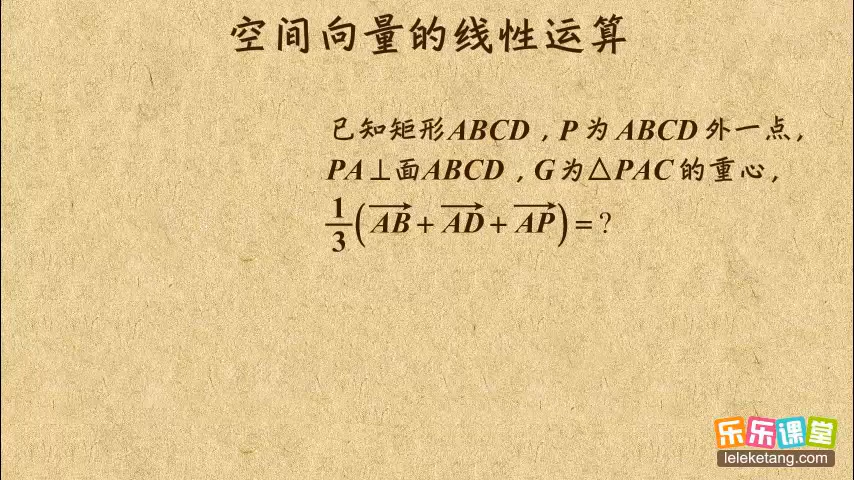 空间向量的线性运算
已知矩形ABCD，P为ABCD外一点，
PA⊥面ABCD，G为△PAC的重心，
1/3(AB→+AD→+AP→)=?
乐乐课堂
leleketang.com